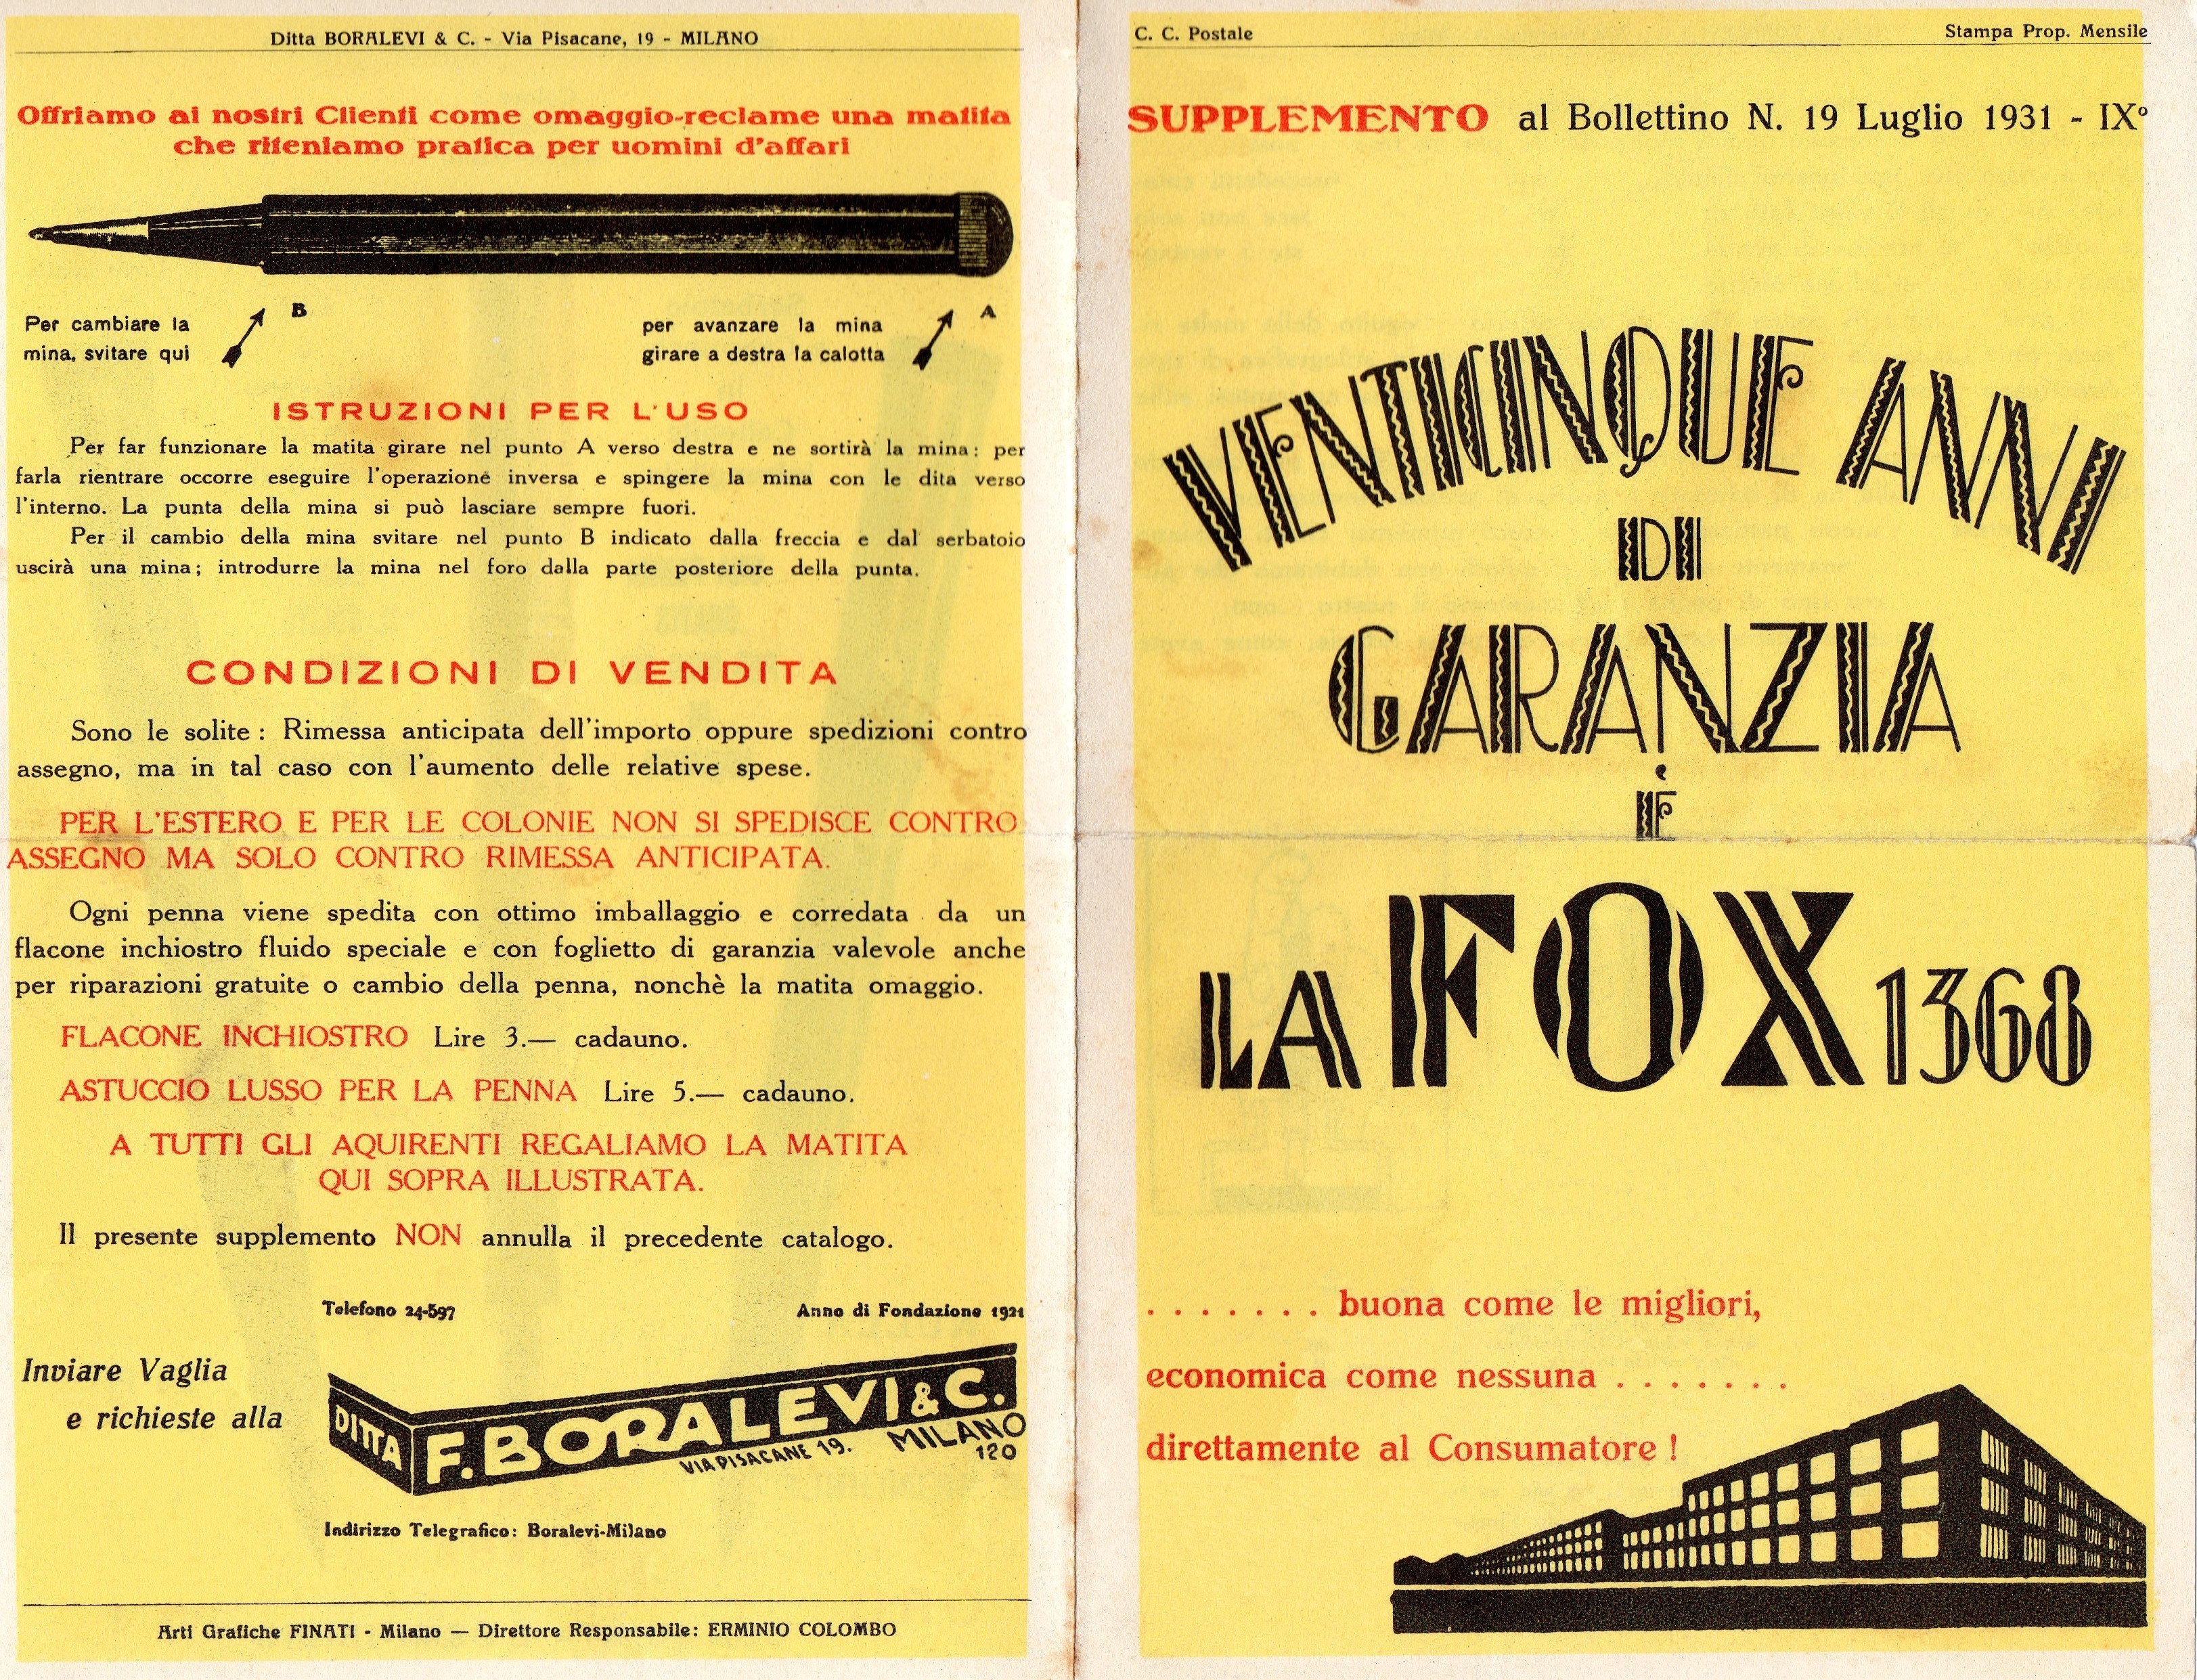 Ditta BORALEVI & C. - Via Pisacane, 19 - MILANO
Offriamo ai nostri Clienti come omaggio-reclame una matita
che riteniamo pratica per uomini d'affari
B
A
Per cambiare la
mina, svitare qui
per avanzare la mina
girare a destra la calotta
ISTRUZIONI PER L'USO
Per far funzionare la matita girare nel punto A verso destra e ne sortirà la mina: per
farla rientrare occorre eseguire l'operazione inversa e spingere la mina con le dita verso
l'interno. La punta della mina si può lasciare sempre fuori.
Per il cambio della mina svitare nel punto B indicato dalla freccia e dal serbatoio
uscirà una mina; introdurre la mina nel foro dalla parte posteriore della punta.
CONDIZIONI DI VENDITA
Sono le solite: Rimessa anticipata dell'importo oppure spedizioni contro
assegno, ma in tal caso con l'aumento delle relative spese.
PER L'ESTERO E PER LE COLONIE NON SI SPEDISCE CONTRO
ASSEGNO MA SOLO CONTRO RIMESSA ANTICIPATA.
Ogni penna viene spedita con ottimo imballaggio e corredata da un
flacone inchiostro fluido speciale e con foglietto di garanzia valevole anche
per riparazioni gratuite o cambio della penna, nonchè la matita omaggio.
FLACONE INCHIOSTRO Lire 3.— cadauno.
ASTUCCIO LUSSO PER LA PENNA Lire 5.— cadauno.
A TUTTI GLI AQUIRENTI REGALIAMO LA MATITA
QUI SOPRA ILLUSTRATA.
Il presente supplemento NON annulla il precedente catalogo.
Telefono 24-597
Anno di Fondazione 1921
Inviare Vaglia
e richieste alla
DITTA F. BORALEVI & C.
VIA PISACANE 19. MILANO
120
Indirizzo Telegrafico: Boralevi-Milano
Arti Grafiche FINATI - Milano — Direttore Responsabile: ERMINIO COLOMBO
C. C. Postale
Stampa Prop. Mensile
SUPPLEMENTO al Bollettino N. 19 Luglio 1931 - IXº
VENTICINQUE ANNI
DI
GARANZIA
È
LA FOX 1368
. . . . . . . buona come le migliori,
economica come nessuna . . . . . . .
direttamente al Consumatore !